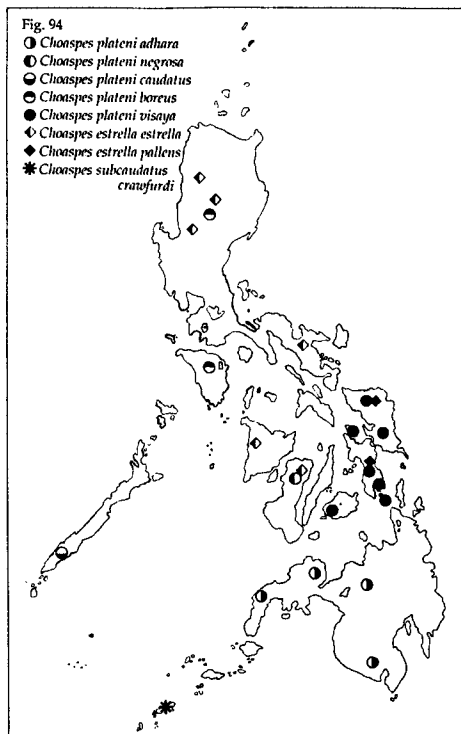 Fig. 94
Choaspes plateni adhara
Choaspes plateni negrosa
Choaspes plateni caudatus
Choaspes plateni boreus
Choaspes plateni visaya
Choaspes estrella estrella
Choaspes estrella pallens
Choaspes subcaudatus
crawfurdi